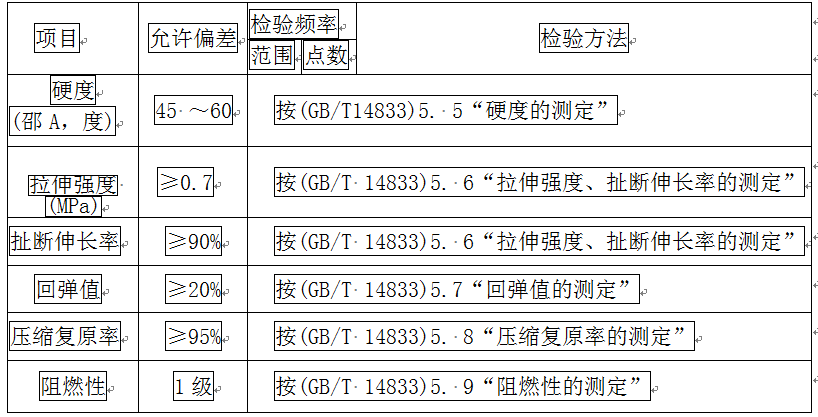 项目 允许偏差 检验频率 检验方法
范围 点数
硬度
(邵A，度) 45 ～60 按(GB/T14833)5. 5“硬度的测定”
拉伸强度
(MPa) ≥0.7 按(GB/T 14833)5. 6“拉伸强度、扯断伸长率的测定”
扯断伸长率 ≥90% 按(GB/T 14833)5. 6“拉伸强度、扯断伸长率的测定”
回弹值 ≥20% 按(GB/T 14833)5.7“回弹值的测定”
压缩复原率 ≥95% 按(GB/T 14833)5. 8“压缩复原率的测定”
阻燃性 1级 按(GB/T 14833)5. 9“阻燃性的测定”